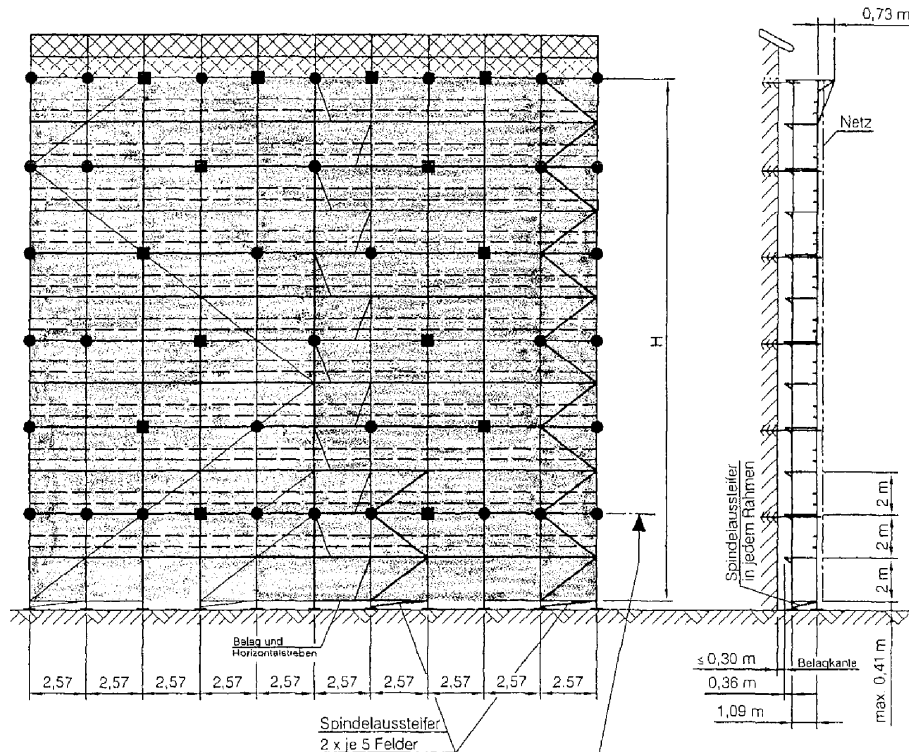 0,73 m
Netz
H
Spindelaussteifer
in jedem Rahmen
2 m
2 m
2 m
max 0,41 m
Belag und
Horizontalstreben
≤ 0,30 m
Belagkante
0,36 m
1,09 m
2,57 2,57 2,57 2,57 2,57 2,57 2,57 2,57 2,57 2.57
Spindelaussteifer
2 x je 5 Felder